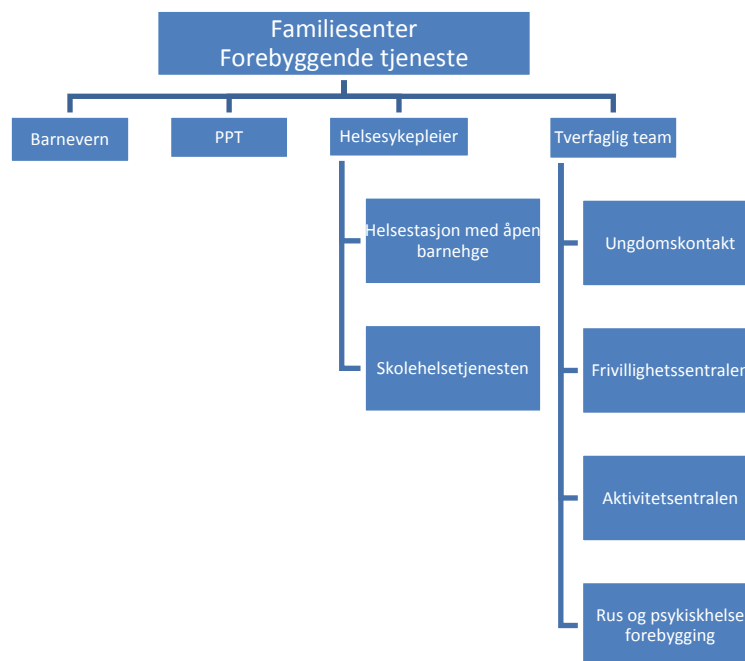 Familiesenter
Forebyggende tjeneste
Barnevern
PPT
Helsesykepleier
Tverfaglig team
Helsestasjon med åpen
barnehge
Skolehelsetjenesten
Ungdomskontakt
Frivillighetssentralen
Aktivitetsentralen
Rus og psykiskhelse
forebygging